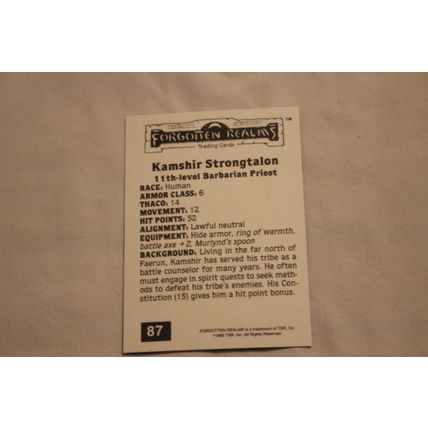 FORGOTTEN REALMS ™
Trading Cards
Kamshir Strongtalon
11th-level Barbarian Priest
RACE: Human
ARMOR CLASS: 6
THACO: 14
MOVEMENT: 12
HIT POINTS: 52
ALIGNMENT: Lawful neutral
EQUIPMENT: Hide armor, ring of warmth,
battle axe +2, Murlynd's spoon
BACKGROUND: Living in the far north of
Faerun, Kamshir has served his tribe as a
battle counselor for many years. He often
must engage in spirit quests to seek meth-
ods to defeat his tribe's enemies. His Con-
stitution (15) gives him a hit point bonus.
87
FORGOTTEN REALMS is a trademark of TSR, Inc.
TSR, Inc. All Rights Reserved.